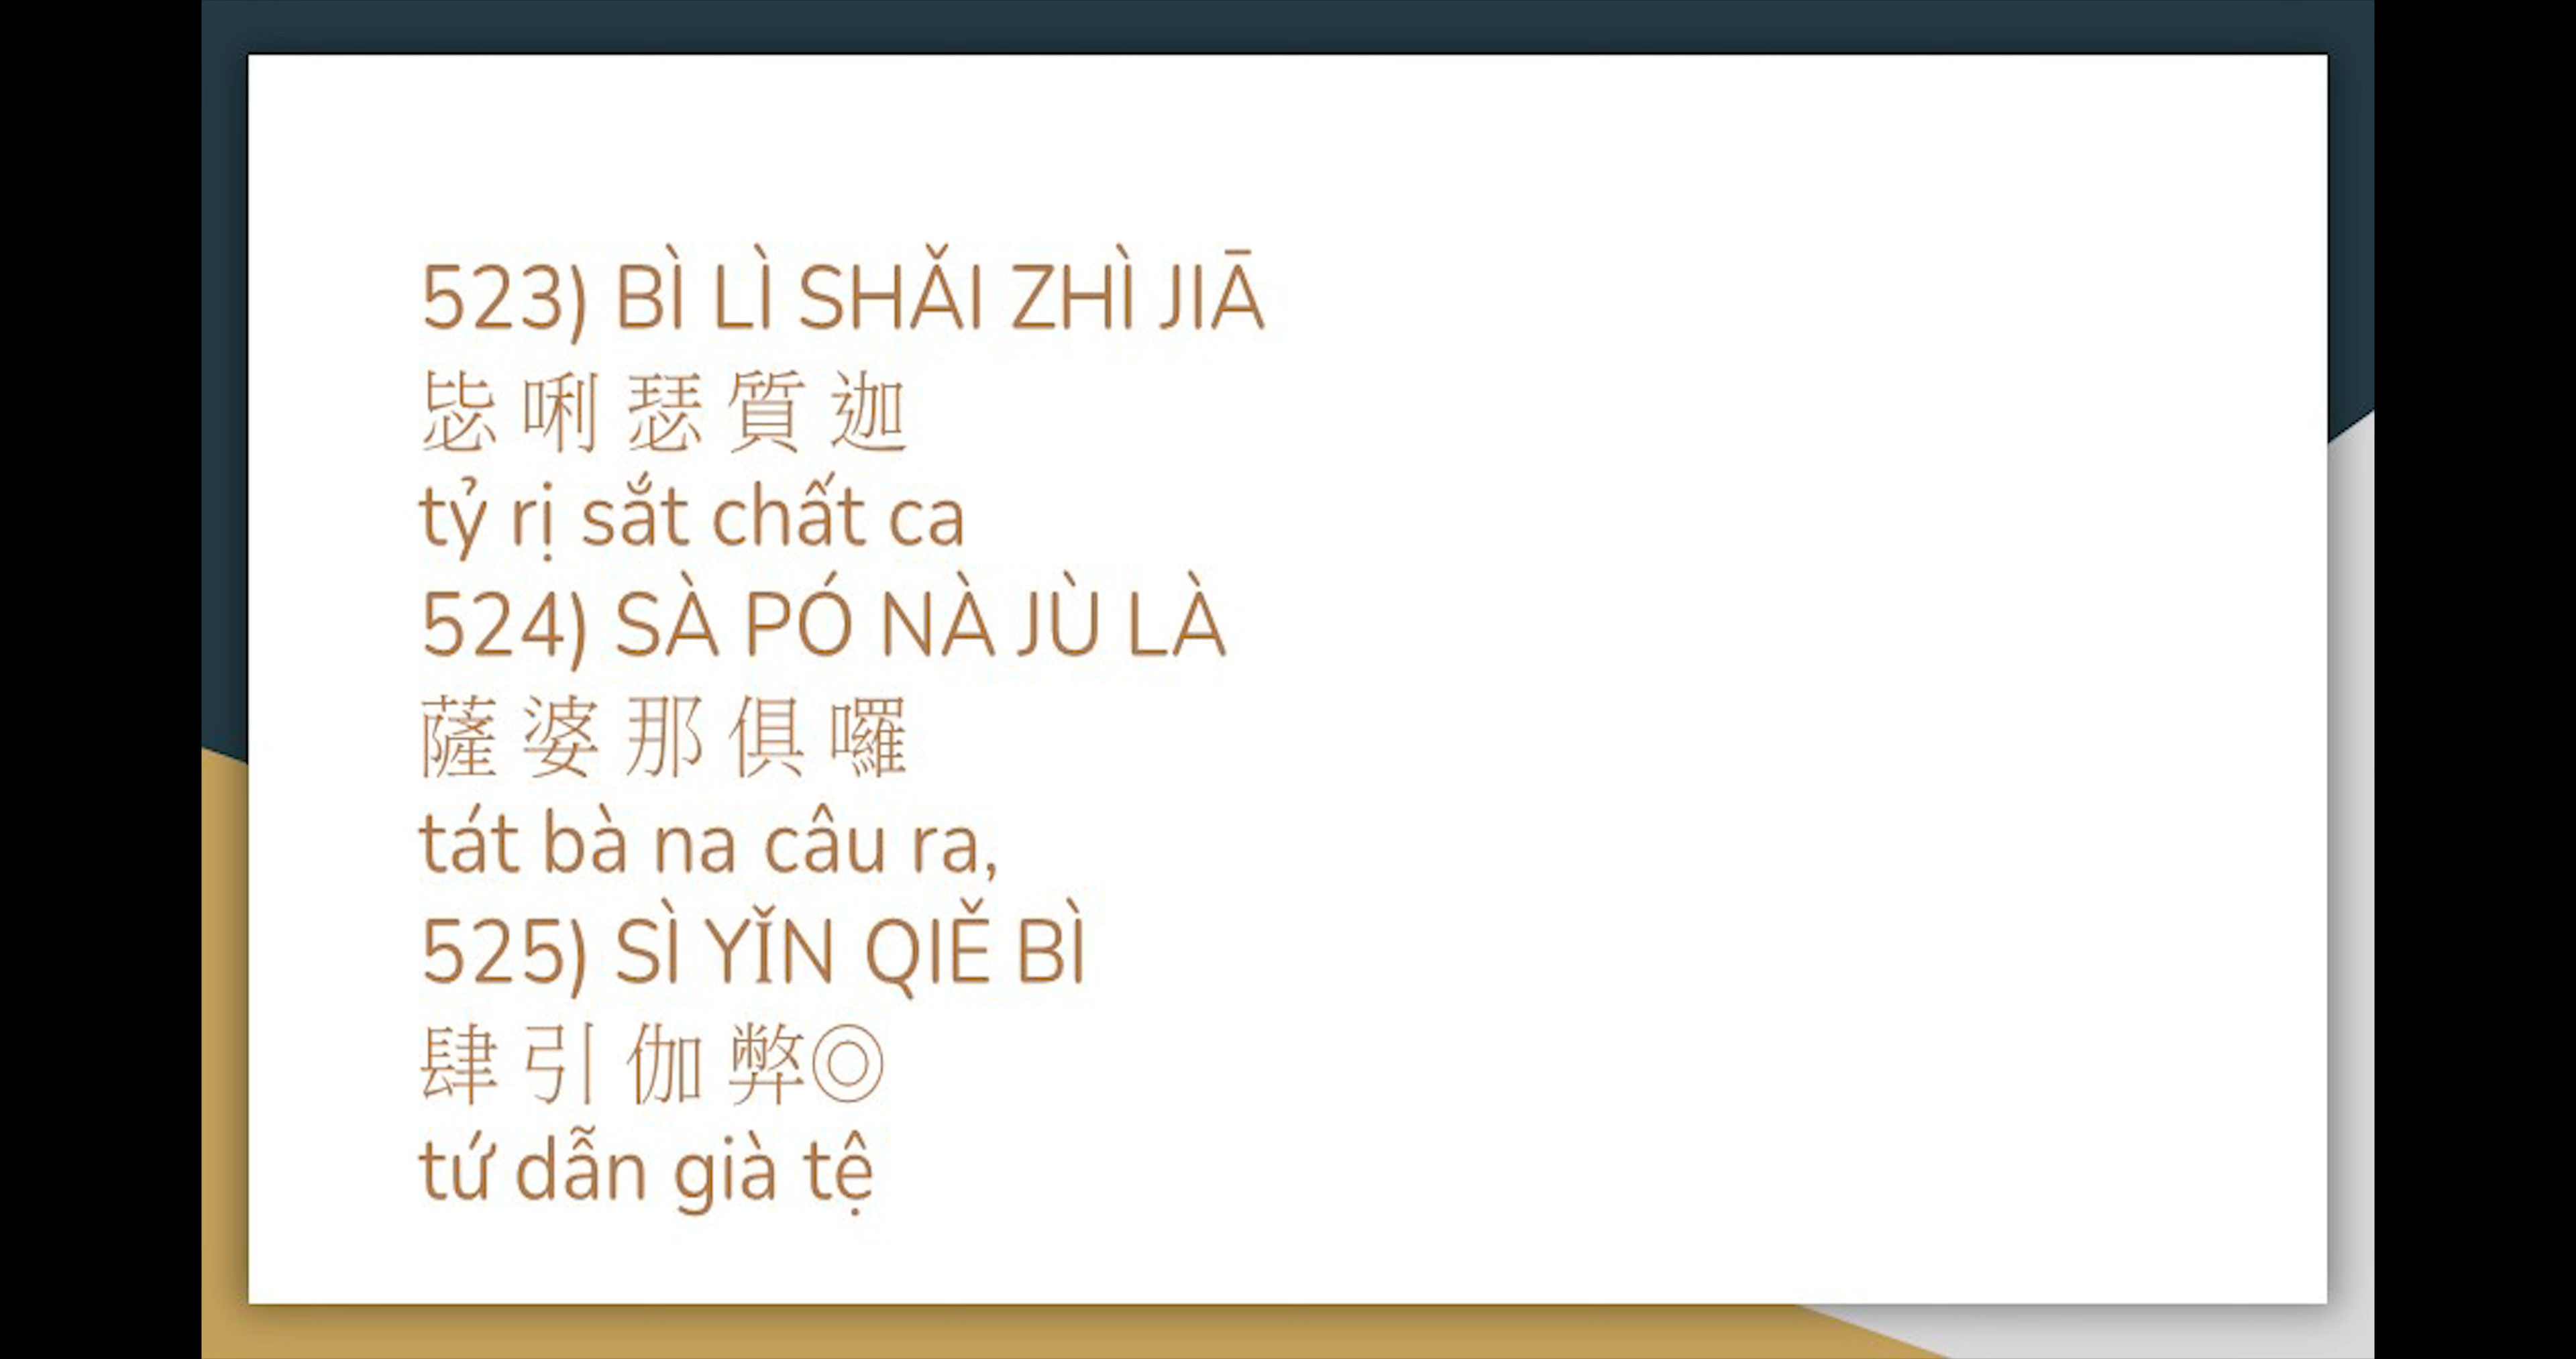 523) BÌ LÌ SHǍI ZHÌ JIĀ
毖 唎 瑟 質 迦
tỷ rị sắt chất ca
524) SÀ PÓ NÀ JÙ LÀ
薩 婆 那 俱 囉
tát bà na câu ra,
525) SÌ YǏN QIĚ BÌ
肆 引 伽 弊◎
tứ dẫn già tệ